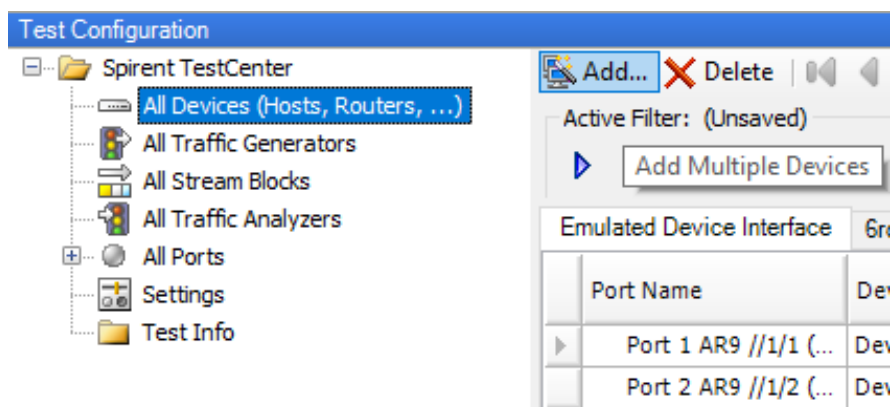 Test Configuration
Spirent TestCenter
All Devices (Hosts, Routers, ...)
All Traffic Generators
All Stream Blocks
All Traffic Analyzers
All Ports
Settings
Test Info
Add... Delete
Active Filter: (Unsaved)
Add Multiple Devices
Emulated Device Interface
Port Name
Port 1 AR9 //1/1 (...
Port 2 AR9 //1/2 (...